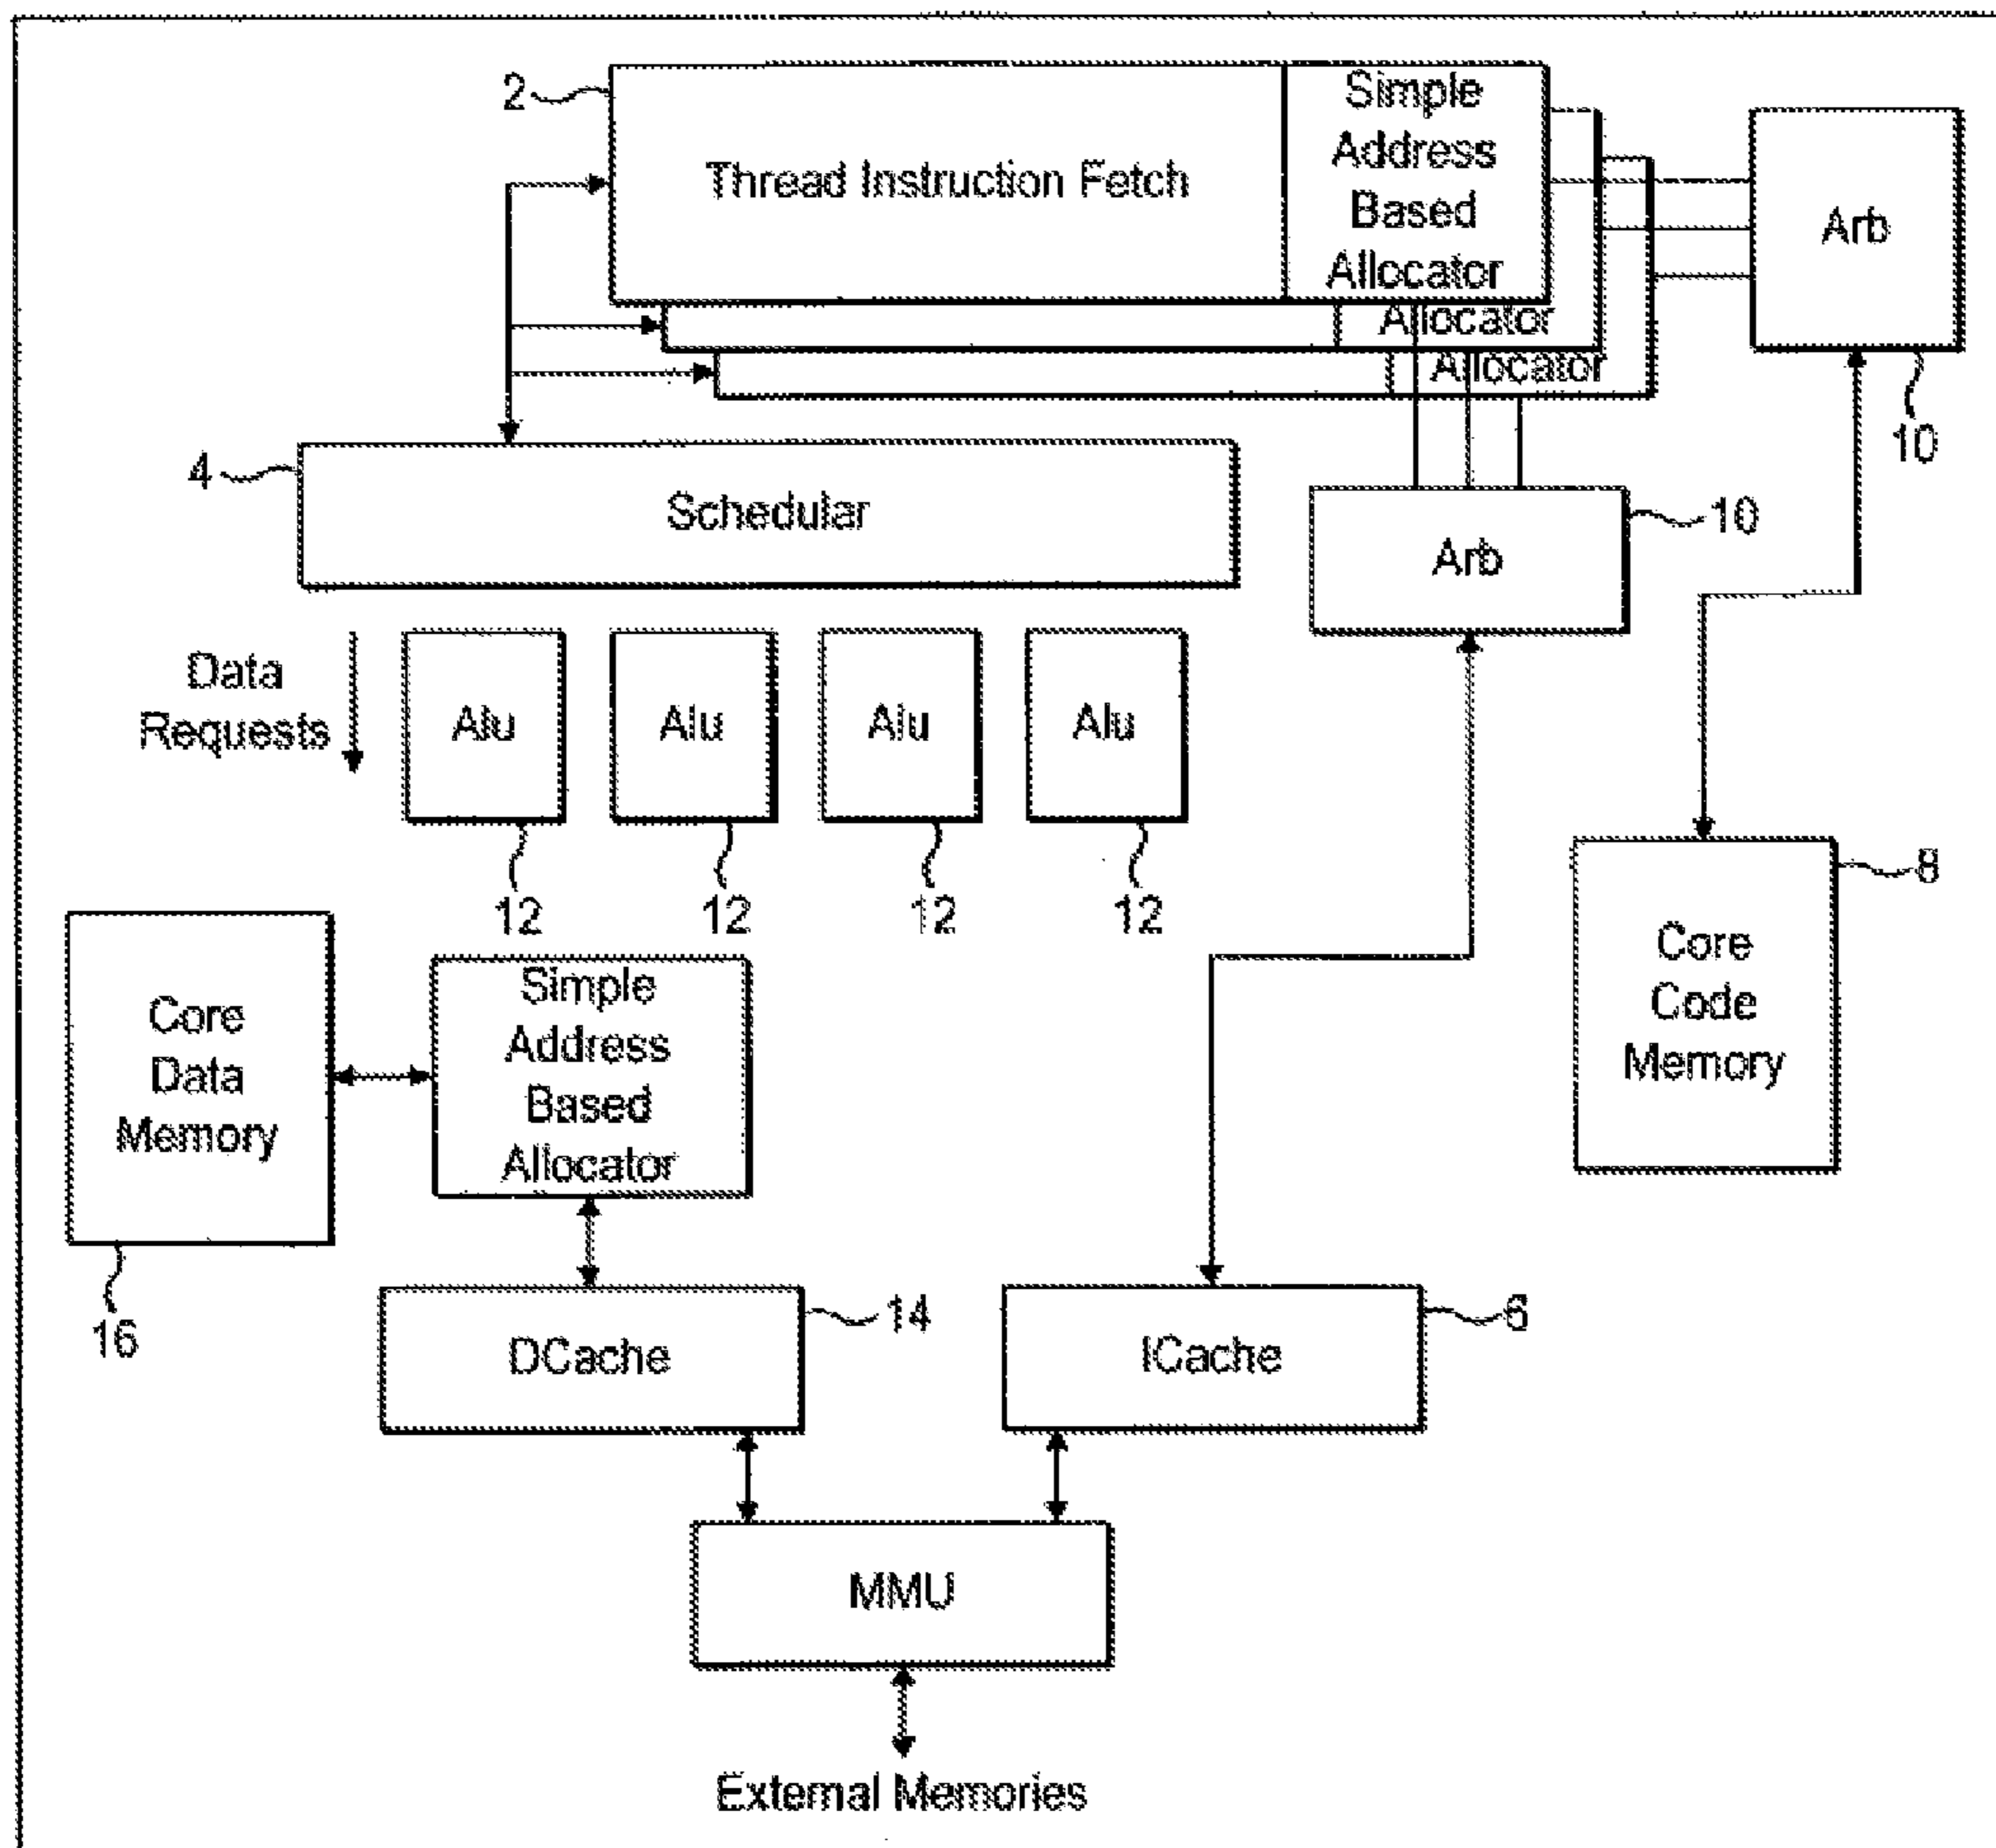 2
Thread Instruction Fetch
Simple
Address
Based
Allocator
Allocator
Allocator
Arb
10
4
Schedular
10
Arb
Data
Requests
Alu
Alu
Alu
Alu
12
12
12
12
8
Core
Code
Memory
Core
Data
Memory
16
Simple
Address
Based
Allocator
DCache
14
ICache
6
MMU
External Memories